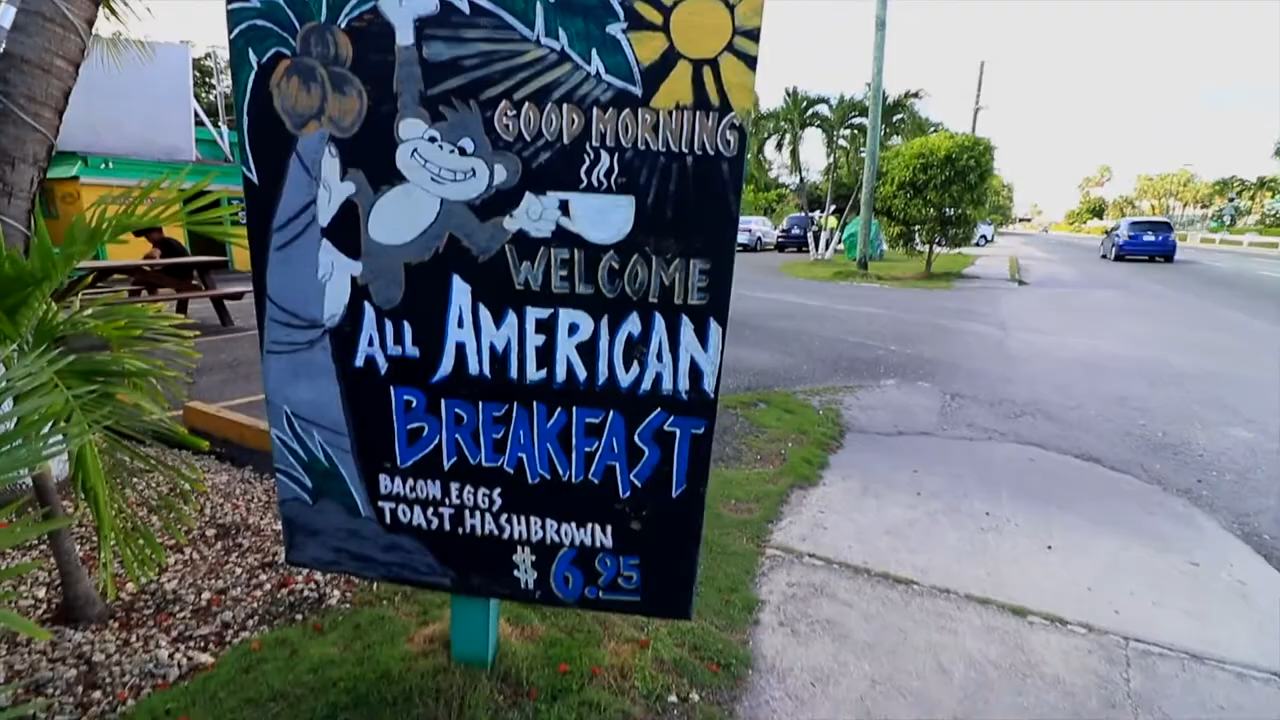 GOOD MORNING
WELCOME
ALL AMERICAN
BREAKFAST
BACON, EGGS
TOAST, HASHBROWN
$ 6.95